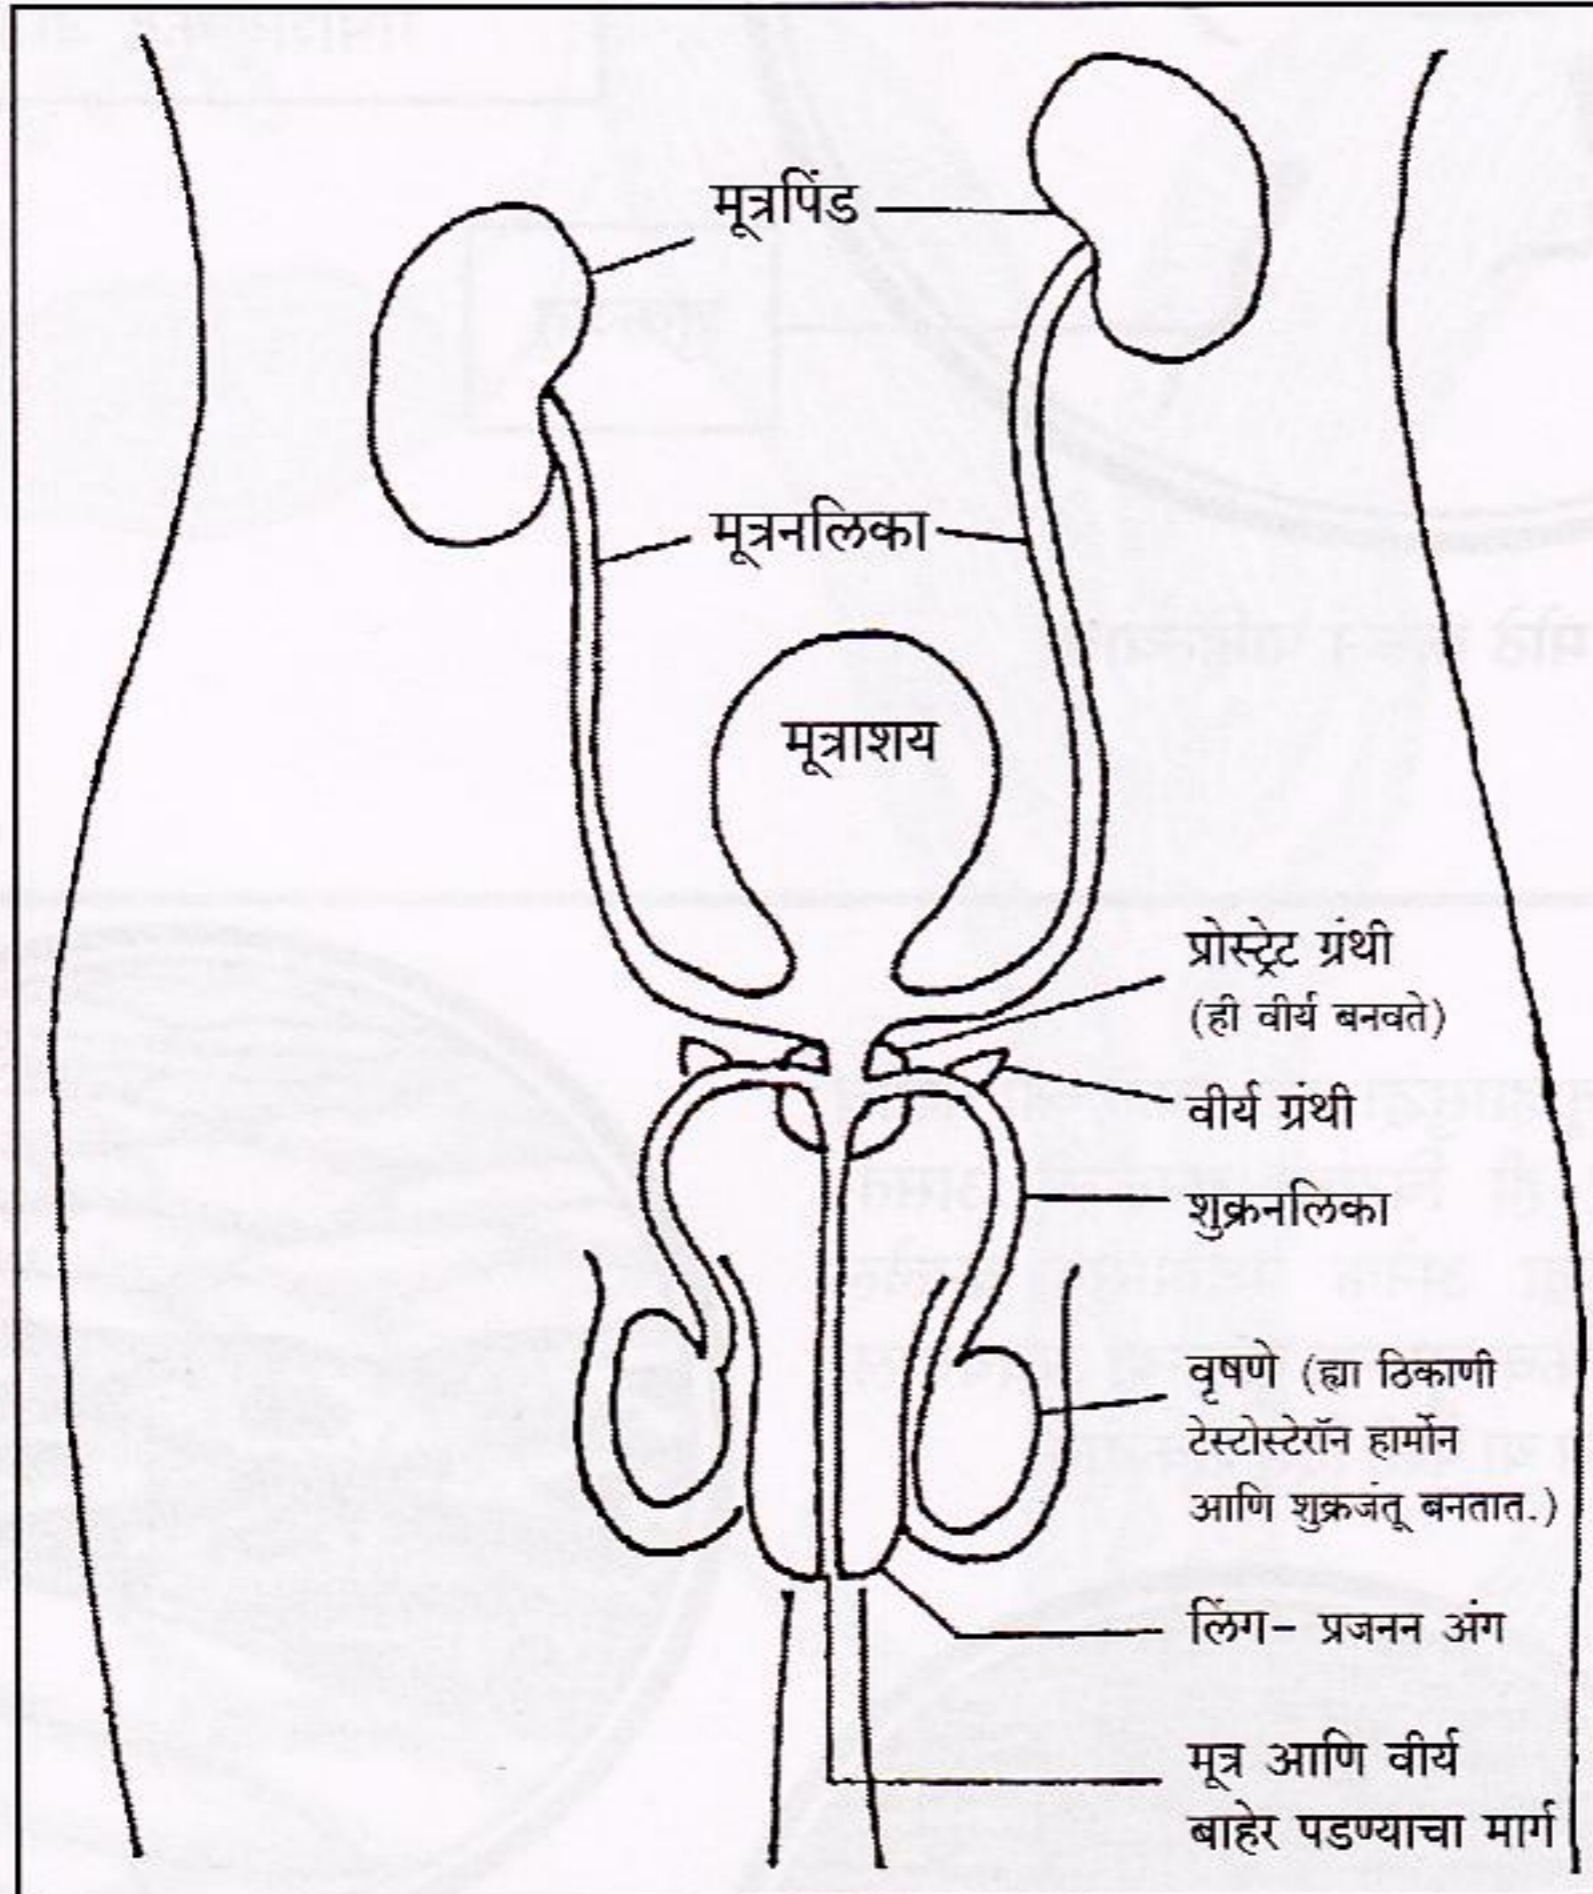 मूत्रपिंड
मूत्रनलिका
मूत्राशय
प्रोस्ट्रेट ग्रंथी
(ही वीर्य बनवते)
वीर्य ग्रंथी
शुक्रनलिका
वृषणे (ह्या ठिकाणी
टेस्टोस्टेरॉन हार्मोन
आणि शुक्रजंतू बनतात.)
लिंग- प्रजनन अंग
मूत्र आणि वीर्य
बाहेर पडण्याचा मार्ग